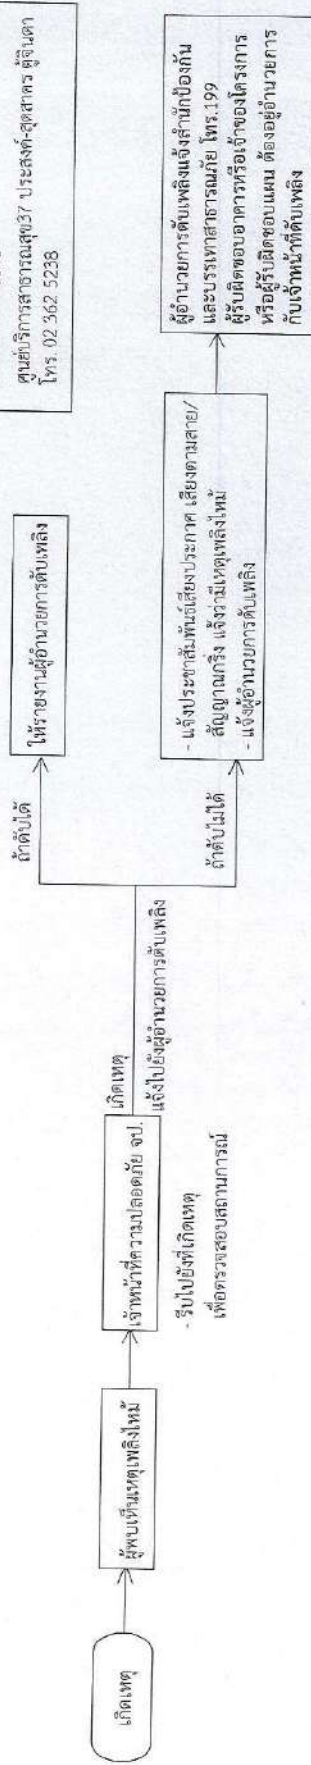 เกิดเหตุ
ผู้พบเห็นเหตุเพลิงไหม้
เจ้าหน้าที่ความปลอดภัย จป.
- รีบไปยังที่เกิดเหตุ
เพื่อตรวจสอบสถานการณ์
เกิดเหตุ
แจ้งไปยังผู้อำนวยการดับเพลิง
ถ้าดับได้
ให้รายงานผู้อำนวยการดับเพลิง
ถ้าดับไม่ได้
- แจ้งประชาสัมพันธ์เสียงประกาศ เสียงตามสาย/
สัญญาณกริ่ง แจ้งว่ามีเหตุเพลิงไหม้
- แจ้งผู้อำนวยการดับเพลิง
ศูนย์บริการสาธารณสุข37 ประสงค์-สุดสาคร ตู้จินดา
โทร. 02 362 5238
ผู้อำนวยการดับเพลิงแจ้งสำนักป้องกัน
และบรรเทาสาธารณภัย โทร.199
ผู้รับผิดชอบอาคารหรือเจ้าของโครงการ
หรือผู้รับผิดชอบแผน ต้องอยู่อำนวยการ
กับเจ้าหน้าที่ดับเพลิง